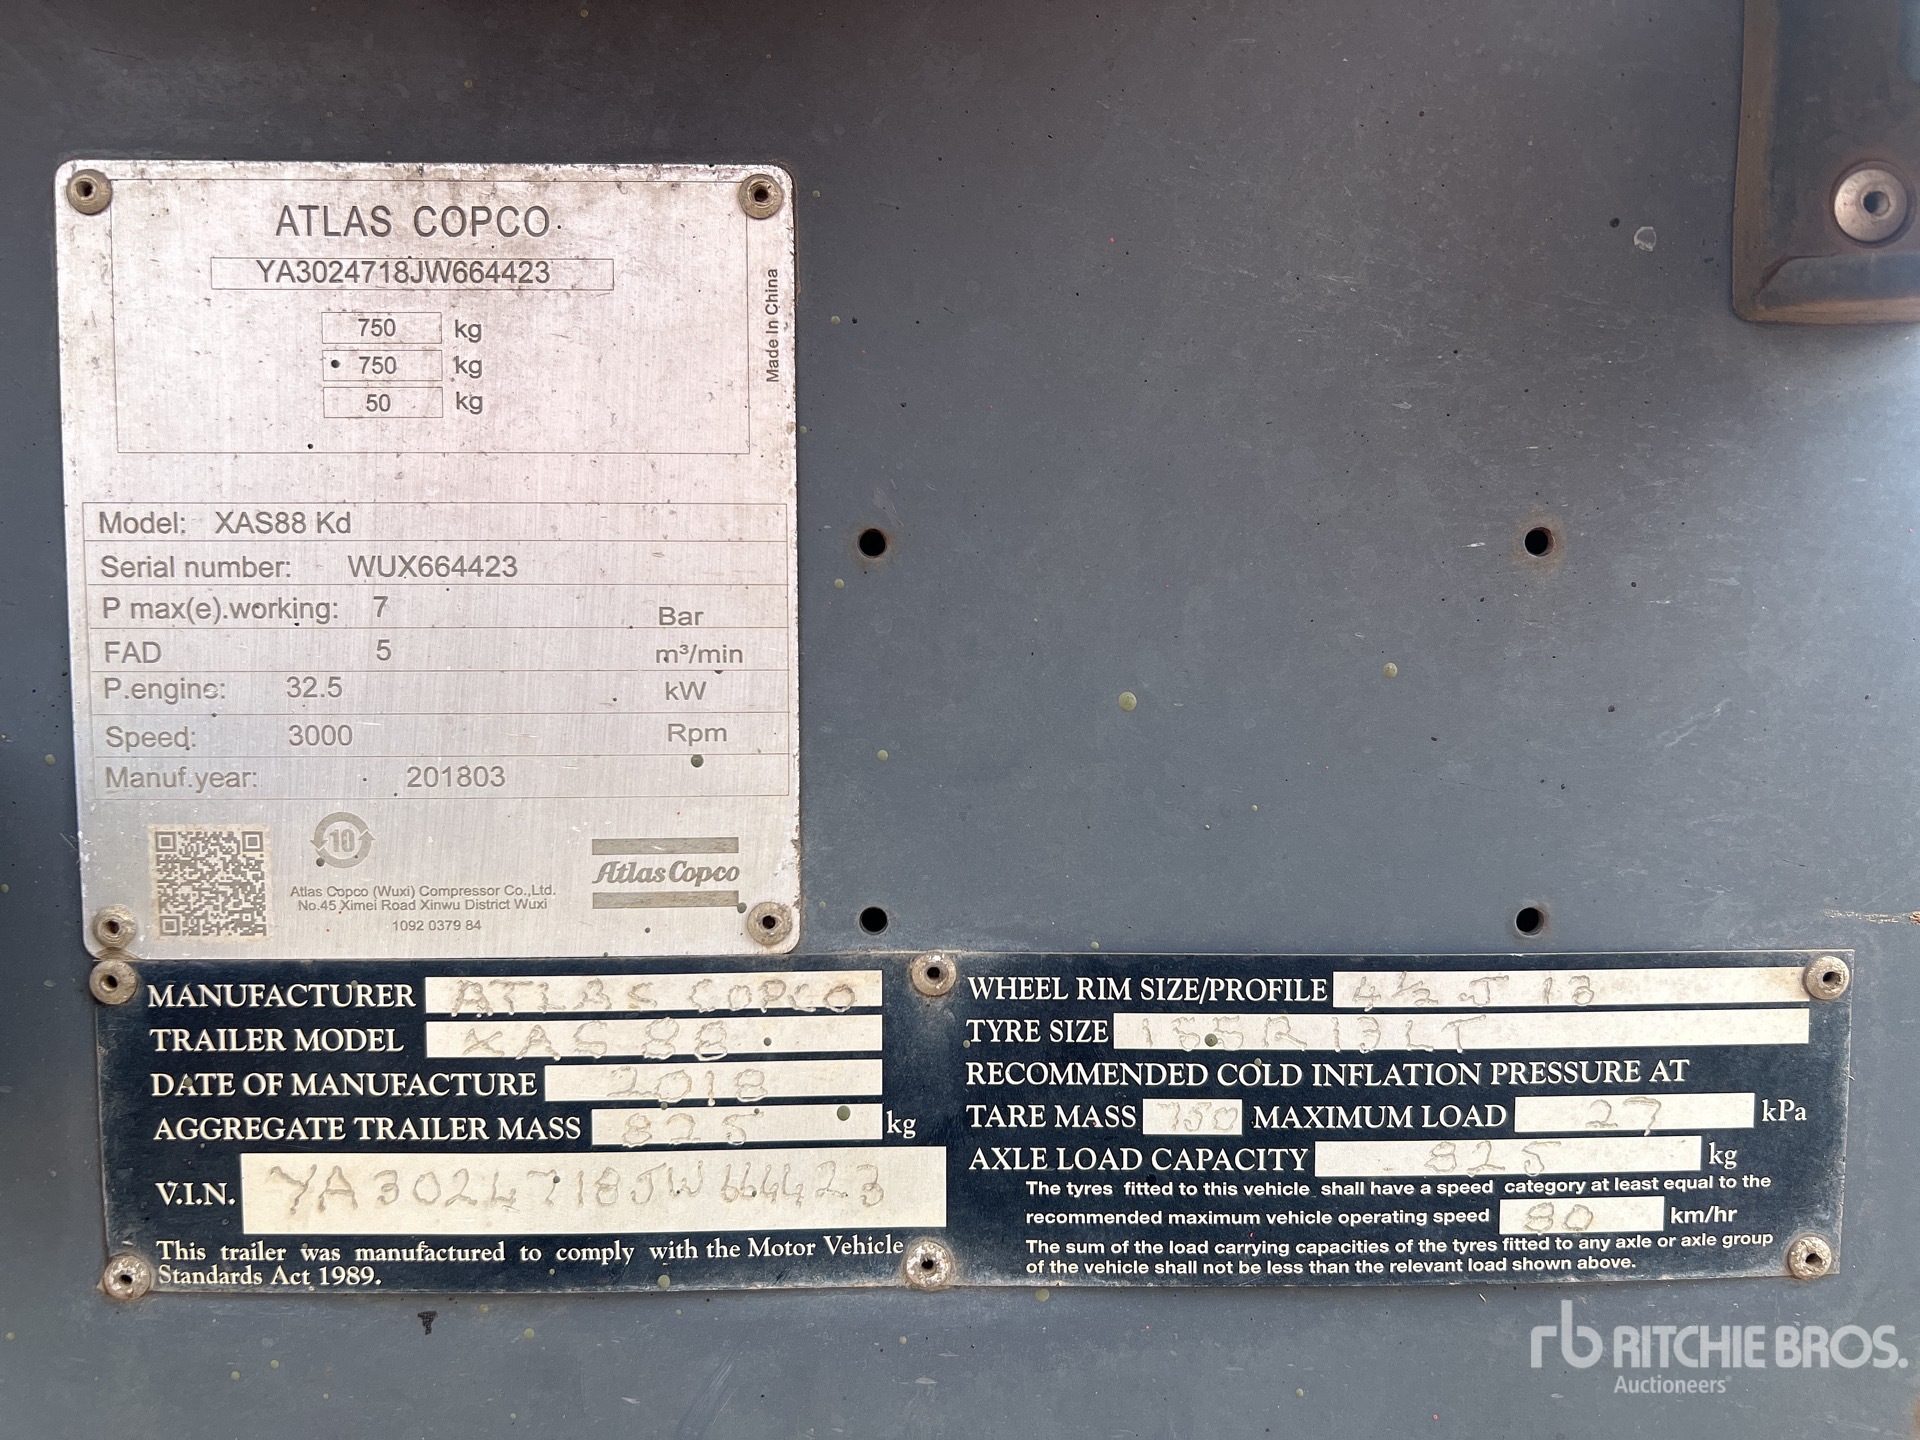 ATLAS COPCO
YA3024718JW664423
750 kg
750 kg
50 kg
Made In China
Model: XAS88 Kd
Serial number: WUX664423
P max(e).working: 7 Bar
FAD 5 m³/min
P.engine: 32.5 kW
Speed: 3000 Rpm
Manuf.year: 201803
10
Atlas Copco
Atlas Copco (Wuxi) Compressor Co.,Ltd.
No.45 Ximei Road Xinwu District Wuxi
1092 0379 84
MANUFACTURER ATLAS COPCO
TRAILER MODEL XAS 88
DATE OF MANUFACTURE 2018
AGGREGATE TRAILER MASS 825 kg
V.I.N. YA3024718JW664423
This trailer was manufactured to comply with the Motor Vehicle
Standards Act 1989.
WHEEL RIM SIZE/PROFILE 4½ J 13
TYRE SIZE 155R13LT
RECOMMENDED COLD INFLATION PRESSURE AT
TARE MASS 750 MAXIMUM LOAD 27 kPa
AXLE LOAD CAPACITY 825 kg
The tyres fitted to this vehicle shall have a speed category at least equal to the
recommended maximum vehicle operating speed 80 km/hr
The sum of the load carrying capacities of the tyres fitted to any axle or axle group
of the vehicle shall not be less than the relevant load shown above.
rb RITCHIE BROS.
Auctioneers